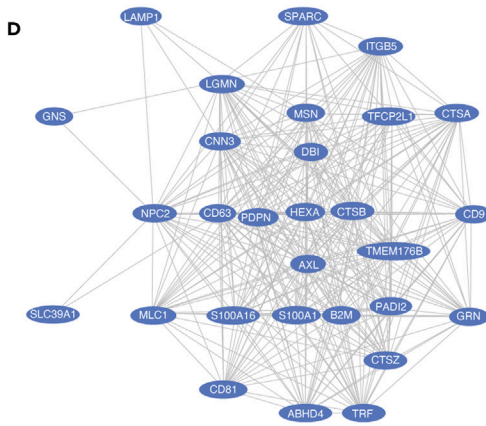 D
LAMP1
SPARC
ITGB5
LGMN
GNS
MSN
TFCP2L1
CTSA
CNN3
DBI
NPC2
CD63
PDPN
HEXA
CTSB
CD9
TMEM176B
AXL
SLC39A1
MLC1
S100A16
S100A1
B2M
PADI2
GRN
CTSZ
CD81
ABHD4
TRF